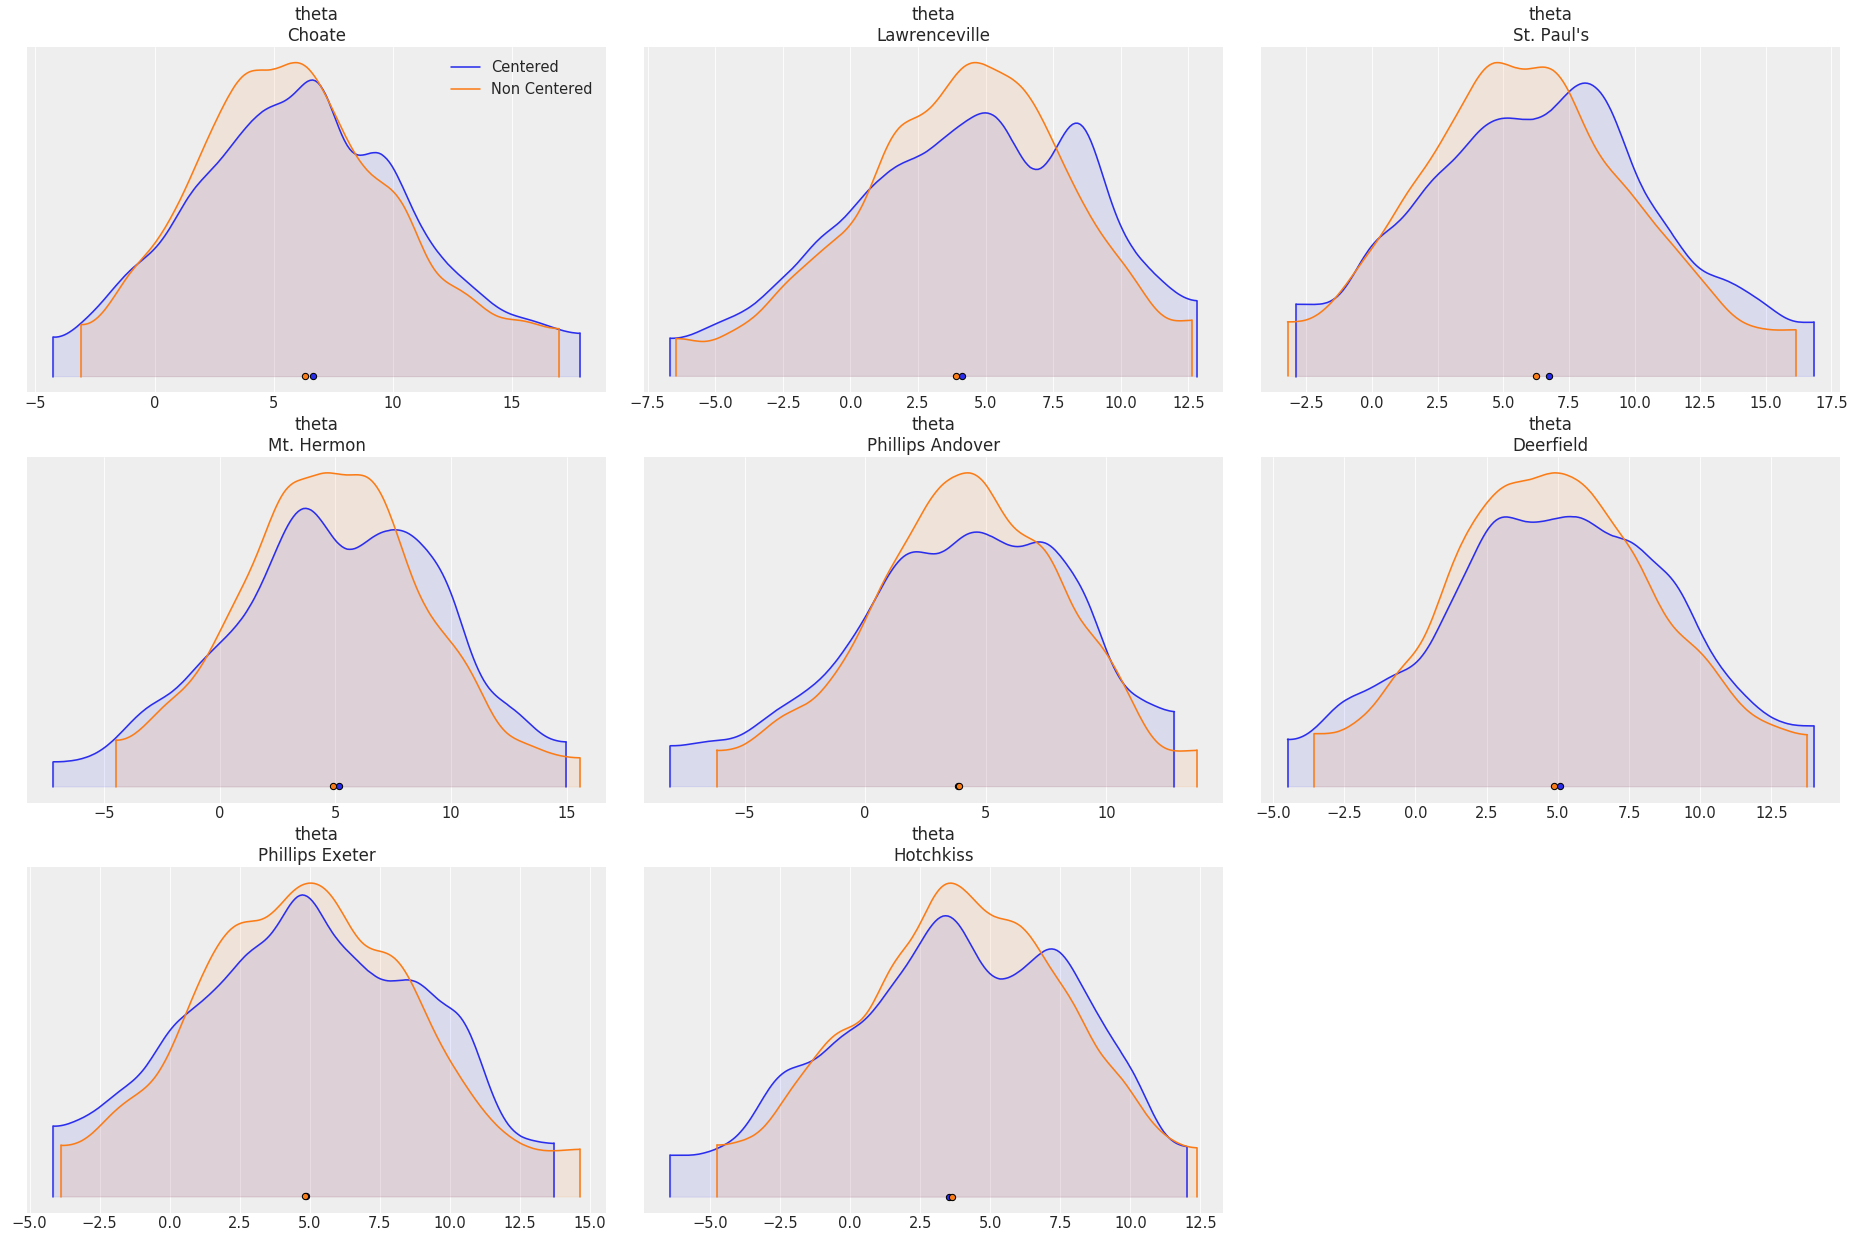 theta
Choate
Centered
Non Centered
−5 0 5 10 15
theta
Lawrenceville
−7.5 −5.0 −2.5 0.0 2.5 5.0 7.5 10.0 12.5
theta
St. Paul's
−2.5 0.0 2.5 5.0 7.5 10.0 12.5 15.0 17.5
theta
Mt. Hermon
−5 0 5 10 15
theta
Phillips Andover
−5 0 5 10
theta
Deerfield
−5.0 −2.5 0.0 2.5 5.0 7.5 10.0 12.5
theta
Phillips Exeter
−5.0 −2.5 0.0 2.5 5.0 7.5 10.0 12.5 15.0
theta
Hotchkiss
−5.0 −2.5 0.0 2.5 5.0 7.5 10.0 12.5